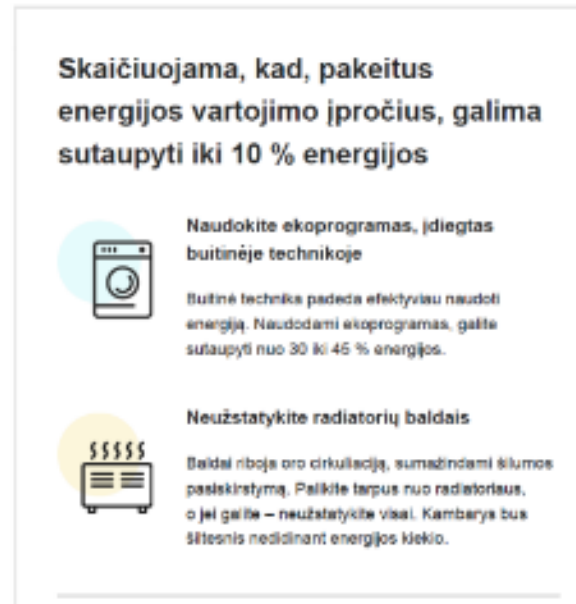 Skaičiuojama, kad, pakeitus
energijos vartojimo įpročius, galima
sutaupyti iki 10 % energijos
Naudokite ekoprogramas, įdiegtas
buitinėje technikoje
Buitinė technika padeda efektyviau naudoti
energiją. Naudodami ekoprogramas, galite
sutaupyti nuo 30 iki 45 % energijos.
Neužstatykite radiatorių baldais
Baldai riboja oro cirkuliaciją, sumažindami šilumos
pasiskirstymą. Palikite tarpus nuo radiatoriaus,
o jei galite – neužstatykite visai. Kambarys bus
šiltesnis nedidinant energijos kiekio.